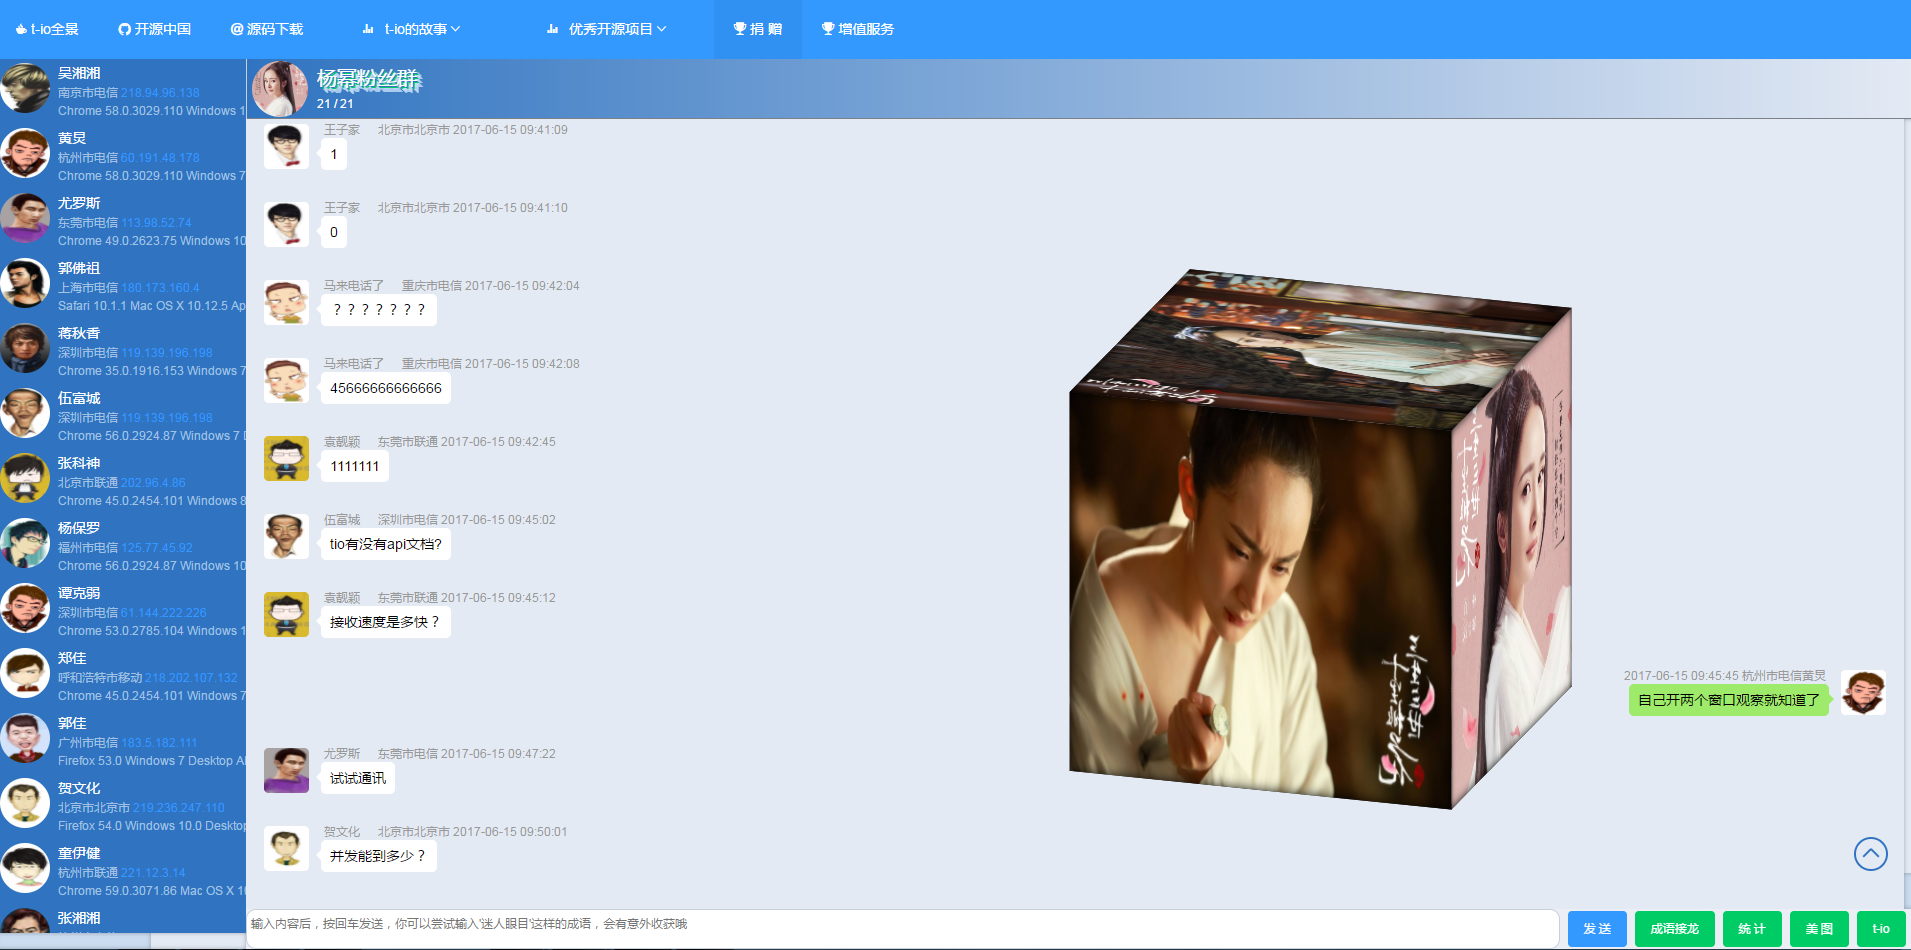 t-io全景
开源中国
源码下载
t-io的故事
优秀开源项目
捐 赠
增值服务
吴湘湘
南京市电信 218.94.96.138
Chrome 58.0.3029.110 Windows 1
黄炅
杭州市电信 60.191.48.178
Chrome 58.0.3029.110 Windows 7
尤罗斯
东莞市电信 113.98.52.74
Chrome 49.0.2623.75 Windows 10
郭佛祖
上海市电信 180.173.160.4
Safari 10.1.1 Mac OS X 10.12.5 Ap
蒋秋香
深圳市电信 119.139.196.198
Chrome 35.0.1916.153 Windows 7
伍富城
深圳市电信 119.139.196.198
Chrome 56.0.2924.87 Windows 7 D
张科神
北京市联通 202.96.4.86
Chrome 45.0.2454.101 Windows 8
杨保罗
福州市电信 125.77.45.92
Chrome 56.0.2924.87 Windows 10
谭克弱
深圳市电信 61.144.222.226
Chrome 53.0.2785.104 Windows 1
郑佳
呼和浩特市移动 218.202.107.132
Chrome 45.0.2454.101 Windows 7
郭佳
广州市电信 183.5.182.111
Firefox 53.0 Windows 7 Desktop Al
贺文化
北京市北京市 219.236.247.110
Firefox 54.0 Windows 10.0 Desktop
童伊健
杭州市联通 221.12.3.14
Chrome 59.0.3071.86 Mac OS X 10
张湘湘
杨幂粉丝群
21 / 21
王子家 北京市北京市 2017-06-15 09:41:09
1
王子家 北京市北京市 2017-06-15 09:41:10
0
马来电话了 重庆市电信 2017-06-15 09:42:04
？？？？？？？
马来电话了 重庆市电信 2017-06-15 09:42:08
45666666666666
袁靓颖 东莞市联通 2017-06-15 09:42:45
1111111
伍富城 深圳市电信 2017-06-15 09:45:02
tio有没有api文档?
袁靓颖 东莞市联通 2017-06-15 09:45:12
接收速度是多快？
2017-06-15 09:45:45 杭州市电信黄炅
自己开两个窗口观察就知道了
尤罗斯 东莞市电信 2017-06-15 09:47:22
试试通讯
贺文化 北京市北京市 2017-06-15 09:50:01
并发能到多少？
输入内容后，按回车发送，你可以尝试输入'迷人眼目'这样的成语，会有意外收获哦
发 送
成语接龙
统 计
美 图
t-io